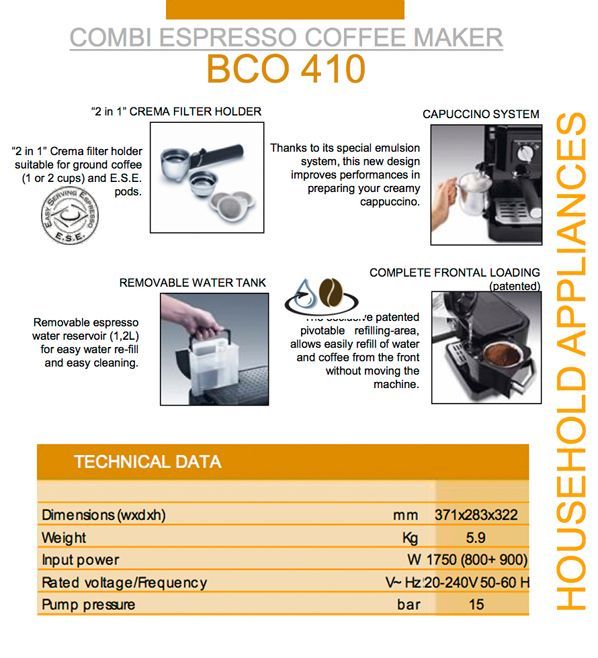 COMBI ESPRESSO COFFEE MAKER
BCO 410
“2 in 1” CREMA FILTER HOLDER
“2 in 1” Crema filter holder
suitable for ground coffee
(1 or 2 cups) and E.S.E.
pods.
EASY SERVING ESPRESSO
E.S.E.
CAPUCCINO SYSTEM
Thanks to its special emulsion
system, this new design
improves performances in
preparing your creamy
cappuccino.
REMOVABLE WATER TANK
Removable espresso
water reservoir (1,2L)
for easy water re-fill
and easy cleaning.
COMPLETE FRONTAL LOADING
(patented)
patented
pivotable refilling-area,
allows easily refill of water
and coffee from the front
without moving the
machine.
HOUSEHOLD APPLIANCES
TECHNICAL DATA
Dimensions (wxdxh) mm 371x283x322
Weight Kg 5.9
Input power W 1750 (800+ 900)
Rated voltage/Frequency V~ Hz 20-240V 50-60 H
Pump pressure bar 15